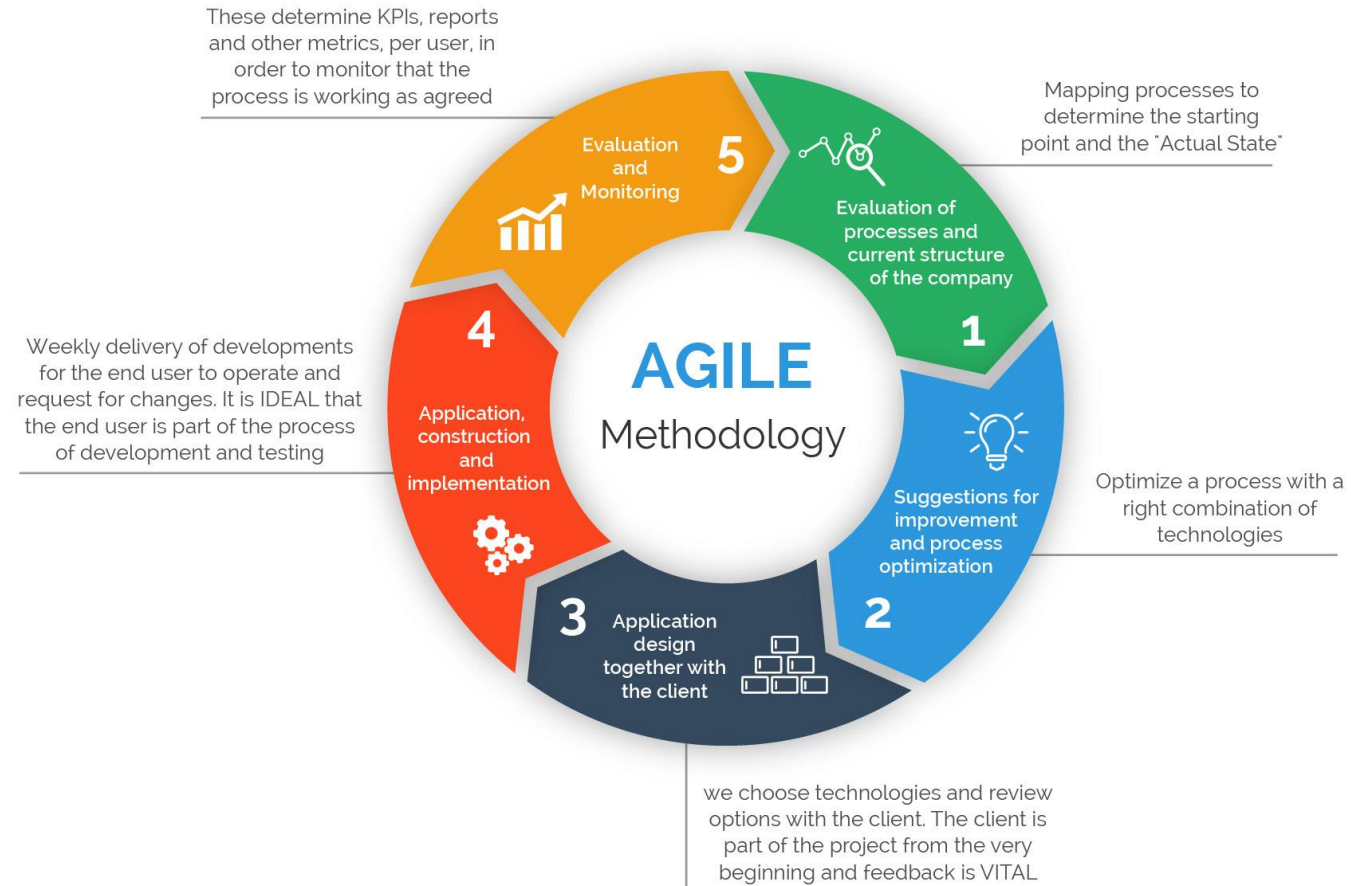 These determine KPIs, reports
and other metrics, per user, in
order to monitor that the
process is working as agreed
Mapping processes to
determine the starting
point and the "Actual State"
Evaluation
and
Monitoring
5
Evaluation of
processes and
current structure
of the company
1
AGILE
Methodology
4
Application,
construction
and
implementation
Weekly delivery of developments
for the end user to operate and
request for changes. It is IDEAL that
the end user is part of the process
of development and testing
Suggestions for
improvement
and process
optimization
2
Optimize a process with a
right combination of
technologies
3
Application
design
together with
the client
we choose technologies and review
options with the client. The client is
part of the project from the very
beginning and feedback is VITAL